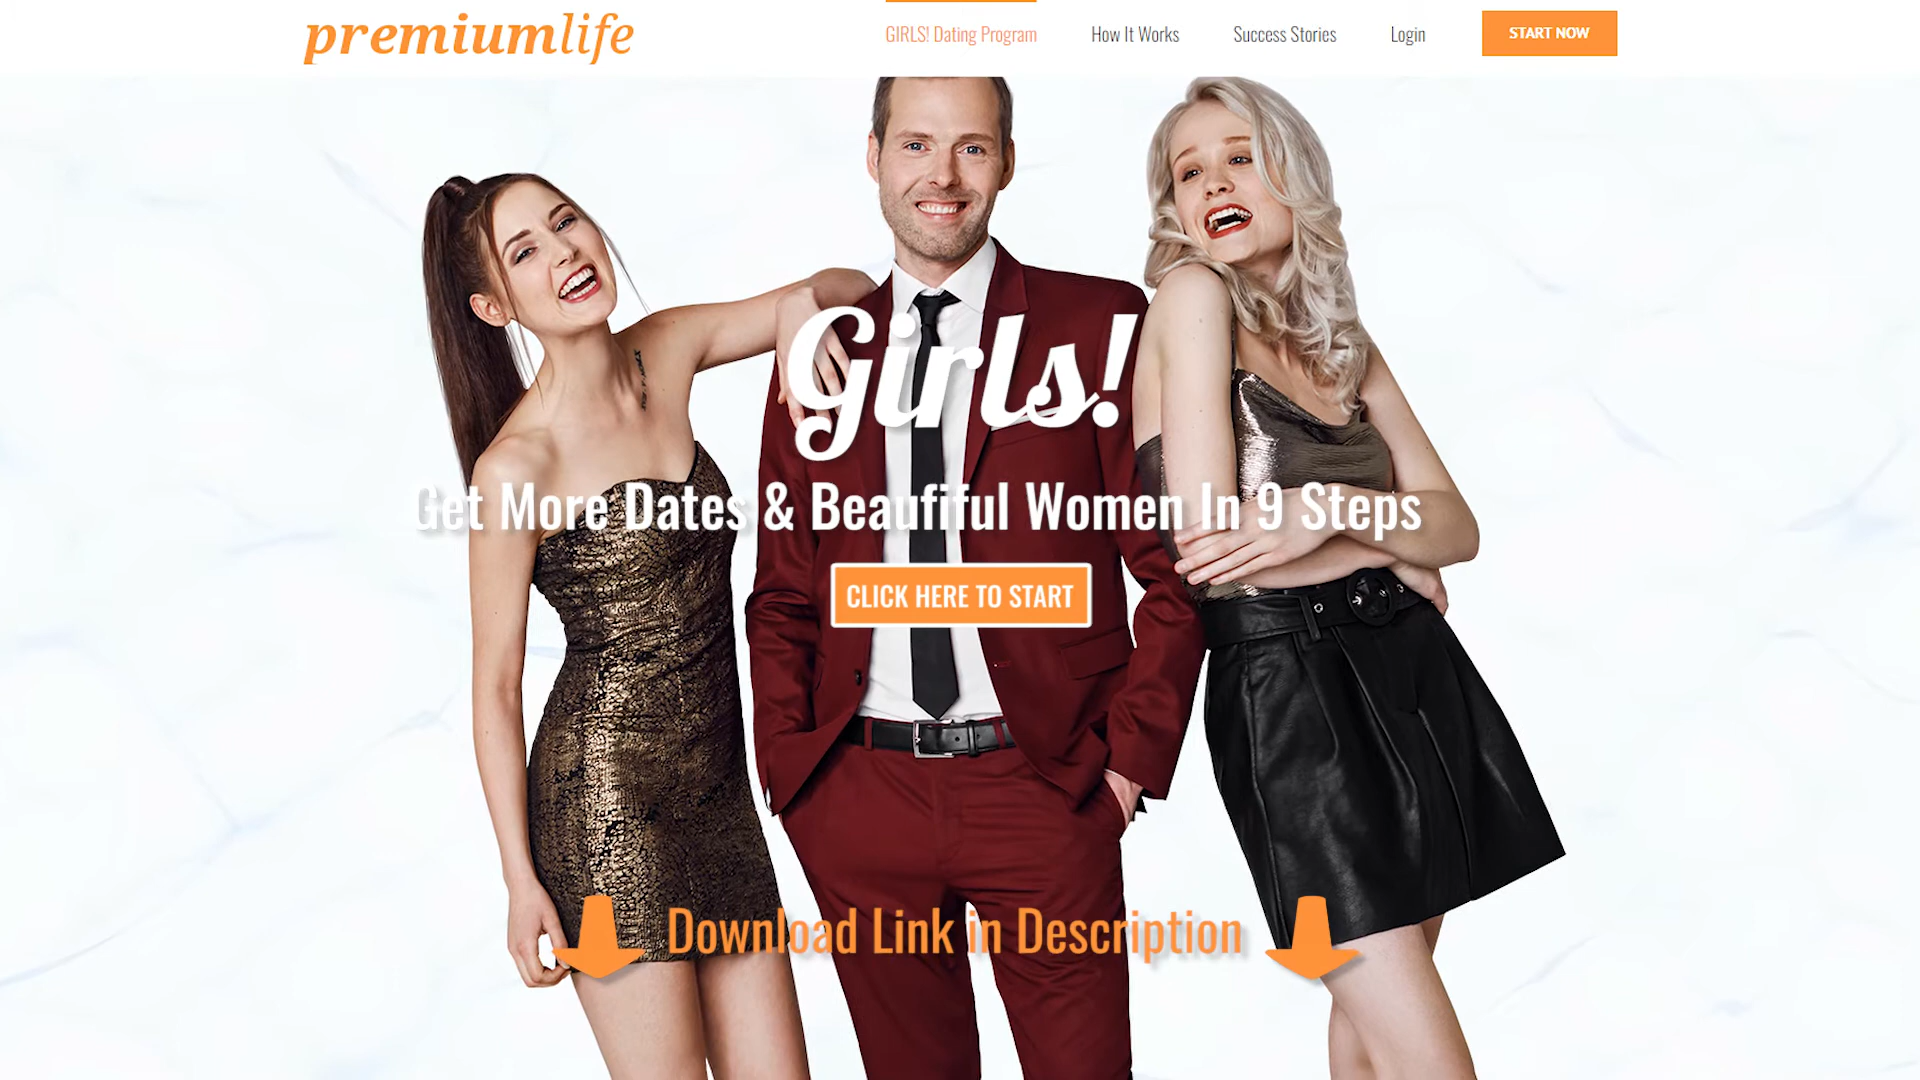 premiumlife
GIRLS! Dating Program
How It Works
Success Stories
Login
START NOW
Girls!
Get More Dates & Beaufiful Women In 9 Steps
CLICK HERE TO START
Download Link in Description